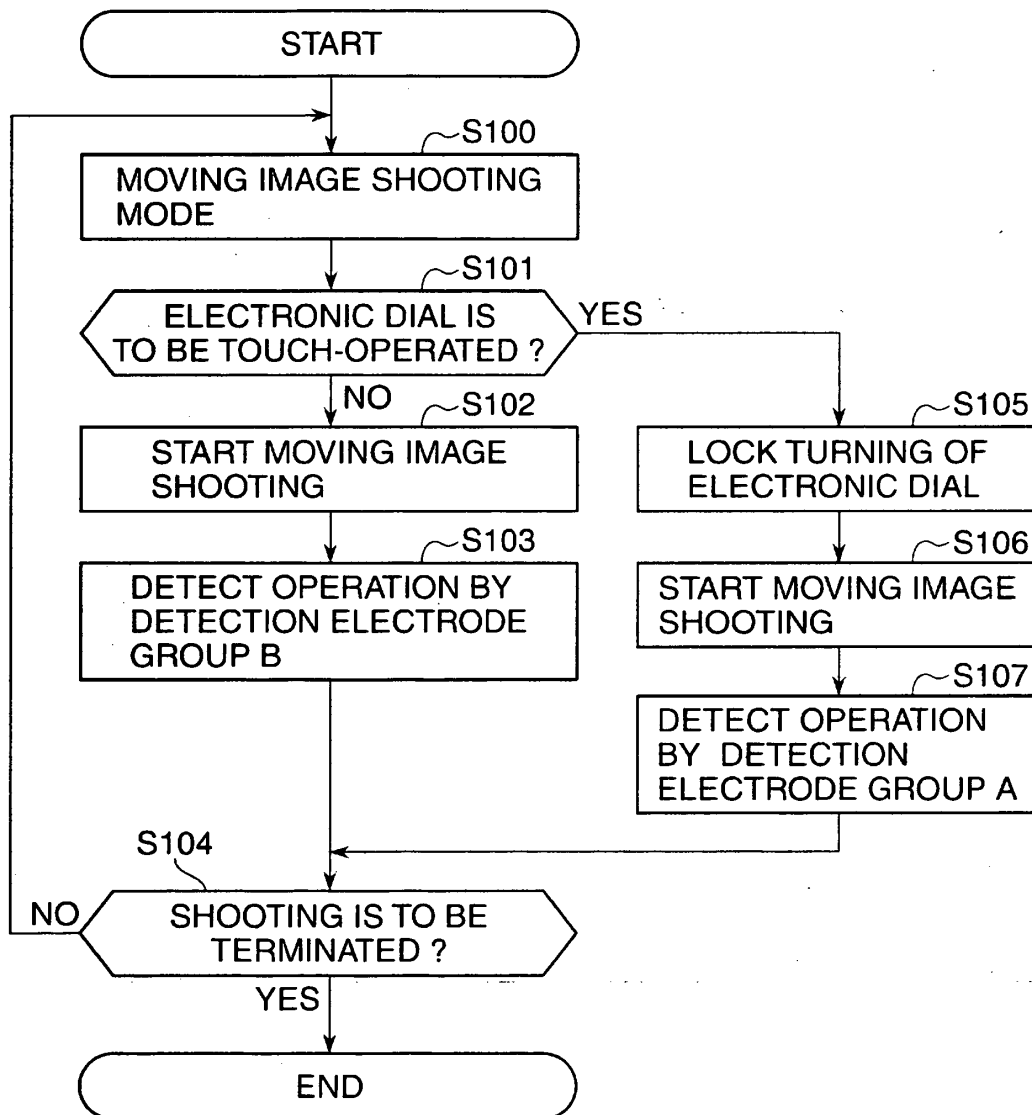 START
S100
MOVING IMAGE SHOOTING
MODE
S101
ELECTRONIC DIAL IS
TO BE TOUCH-OPERATED ?
YES
NO
S102
START MOVING IMAGE
SHOOTING
S103
DETECT OPERATION BY
DETECTION ELECTRODE
GROUP B
S105
LOCK TURNING OF
ELECTRONIC DIAL
S106
START MOVING IMAGE
SHOOTING
S107
DETECT OPERATION
BY DETECTION
ELECTRODE GROUP A
S104
SHOOTING IS TO BE
TERMINATED ?
NO
YES
END